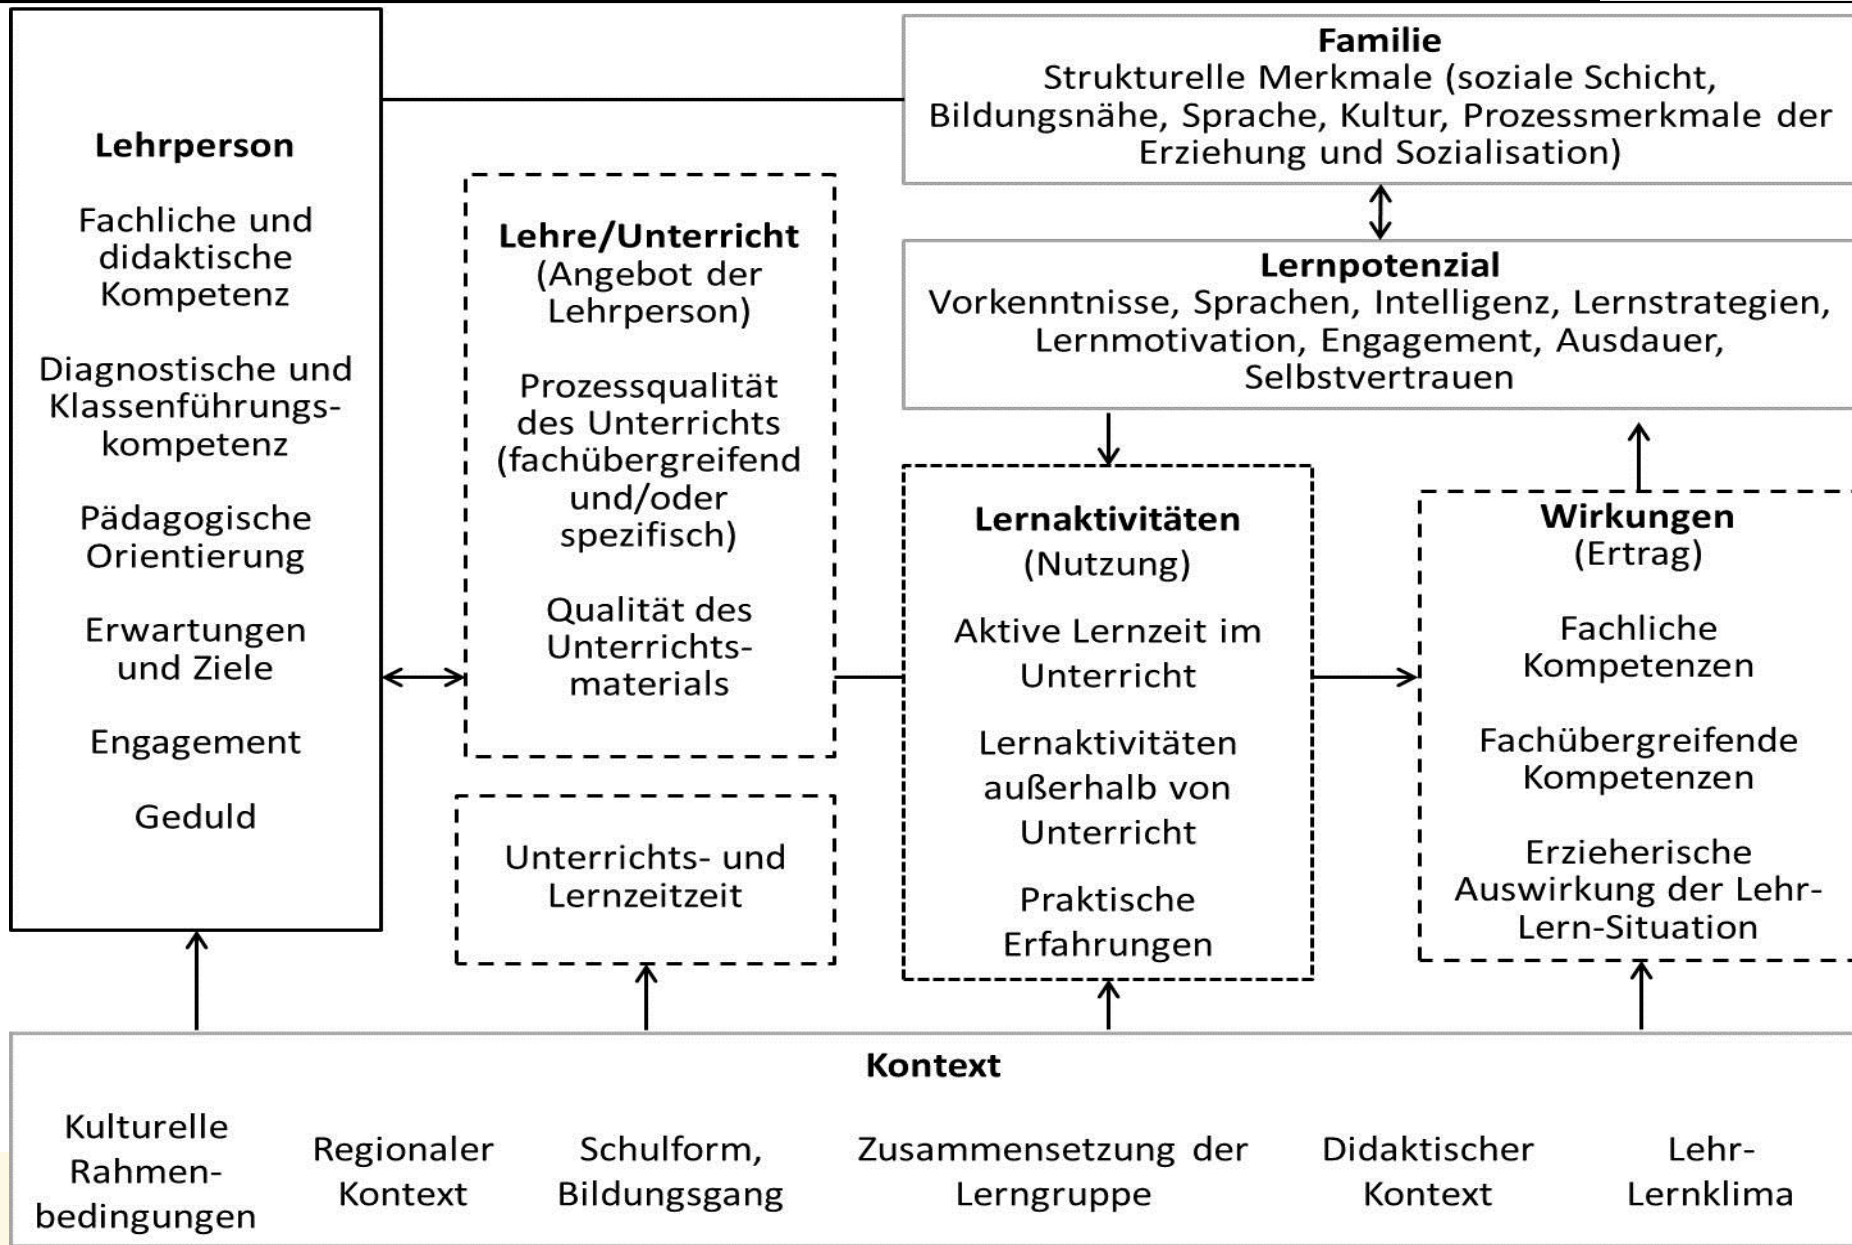 Lehrperson
Fachliche und
didaktische
Kompetenz
Diagnostische und
Klassenführungs-
kompetenz
Pädagogische
Orientierung
Erwartungen
und Ziele
Engagement
Geduld
Lehre/Unterricht
(Angebot der
Lehrperson)
Prozessqualität
des Unterrichts
(fachübergreifend
und/oder
spezifisch)
Qualität des
Unterrichts-
materials
Unterrichts- und
Lernzeitzeit
Familie
Strukturelle Merkmale (soziale Schicht,
Bildungsnähe, Sprache, Kultur, Prozessmerkmale der
Erziehung und Sozialisation)
Lernpotenzial
Vorkenntnisse, Sprachen, Intelligenz, Lernstrategien,
Lernmotivation, Engagement, Ausdauer,
Selbstvertrauen
Lernaktivitäten
(Nutzung)
Aktive Lernzeit im
Unterricht
Lernaktivitäten
außerhalb von
Unterricht
Praktische
Erfahrungen
Wirkungen
(Ertrag)
Fachliche
Kompetenzen
Fachübergreifende
Kompetenzen
Erzieherische
Auswirkung der Lehr-
Lern-Situation
Kontext
Kulturelle
Rahmen-
bedingungen
Regionaler
Kontext
Schulform,
Bildungsgang
Zusammensetzung der
Lerngruppe
Didaktischer
Kontext
Lehr-
Lernklima